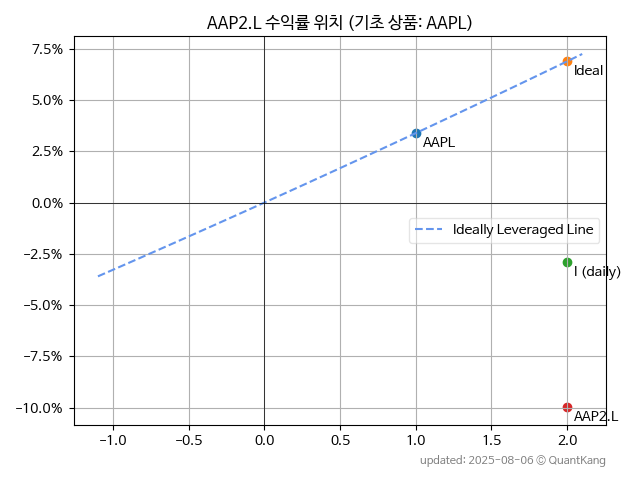 AAP2.L 수익률 위치 (기초 상품: AAPL)
7.5%
5.0%
2.5%
0.0%
−2.5%
−5.0%
−7.5%
−10.0%
Ideal
AAPL
Ideally Leveraged Line
I (daily)
AAP2.L
−1.0
−0.5
0.0
0.5
1.0
1.5
2.0
updated: 2025-08-06 © QuantKang